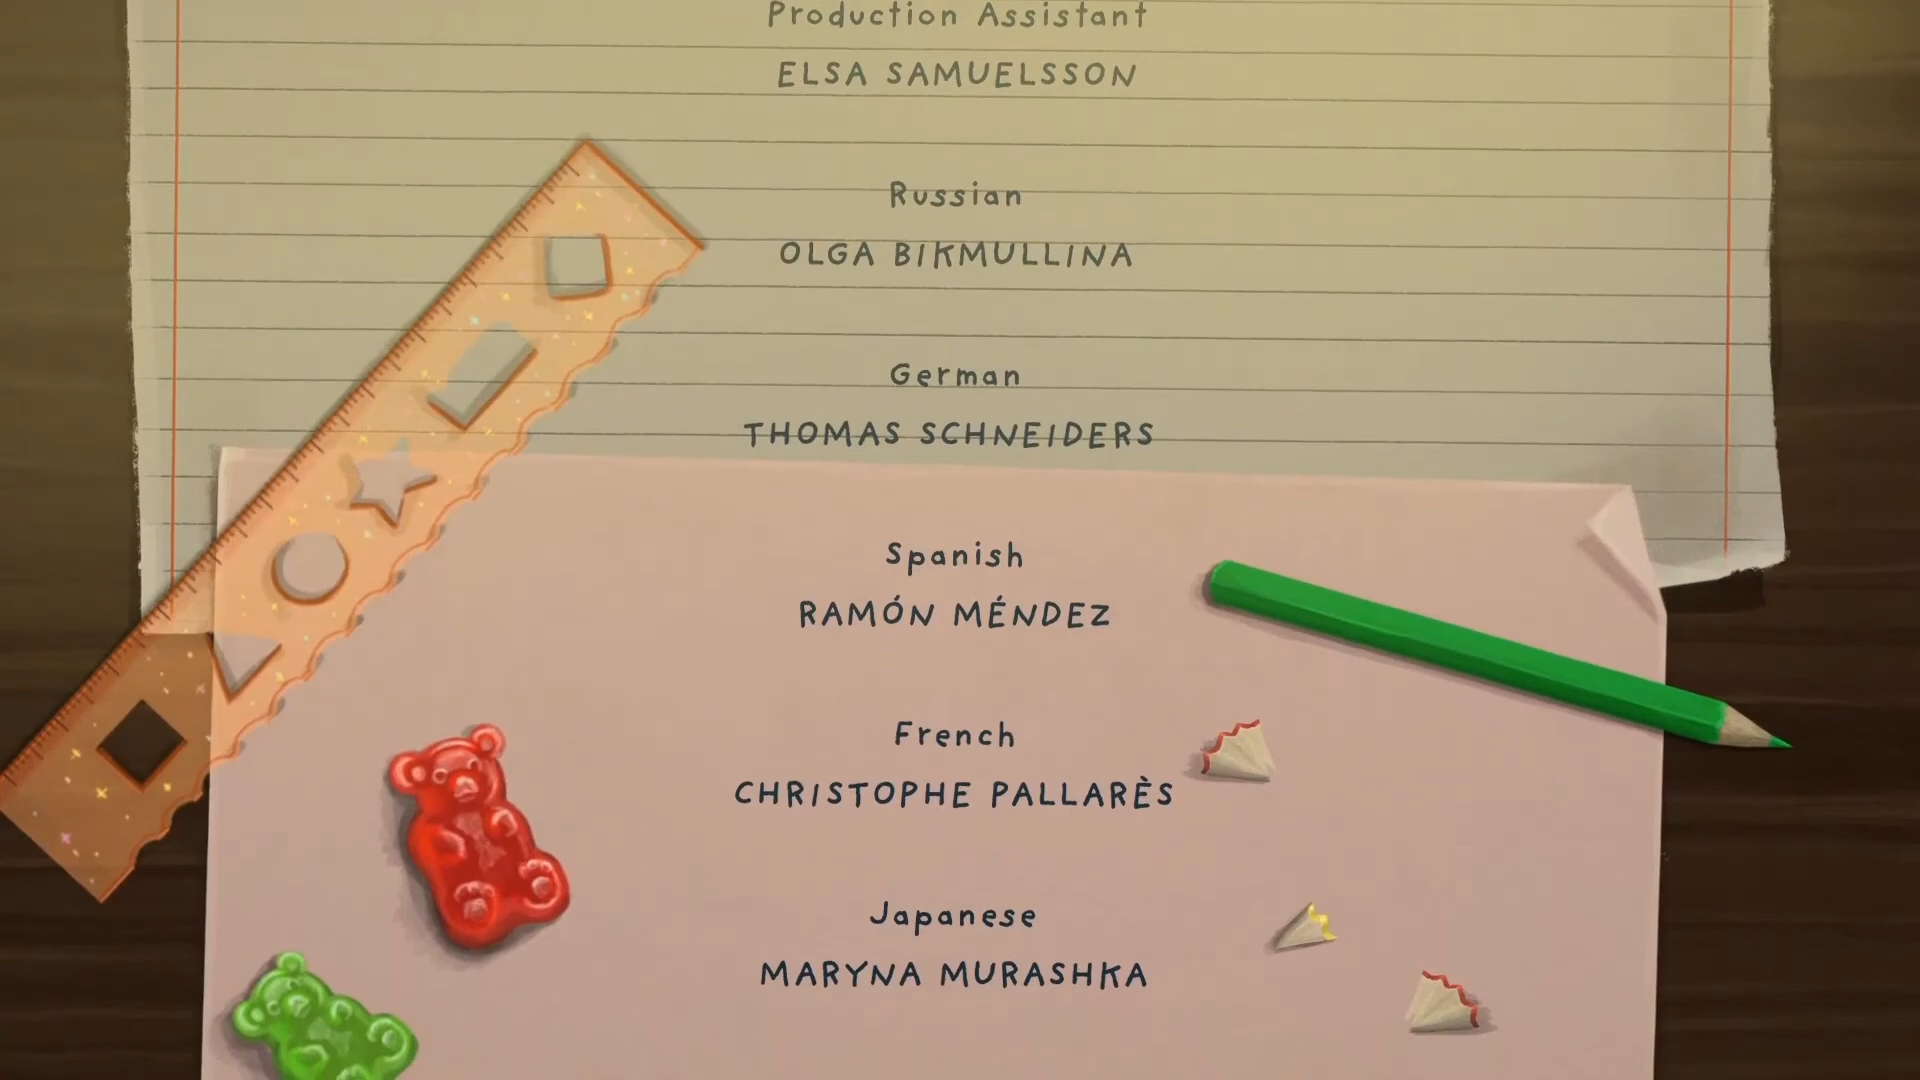 Production Assistant
ELSA SAMUELSSON
Russian
OLGA BIKMULLINA
German
THOMAS SCHNEIDERS
Spanish
RAMÓN MÉNDEZ
French
CHRISTOPHE PALLARÈS
Japanese
MARYNA MURASHKA